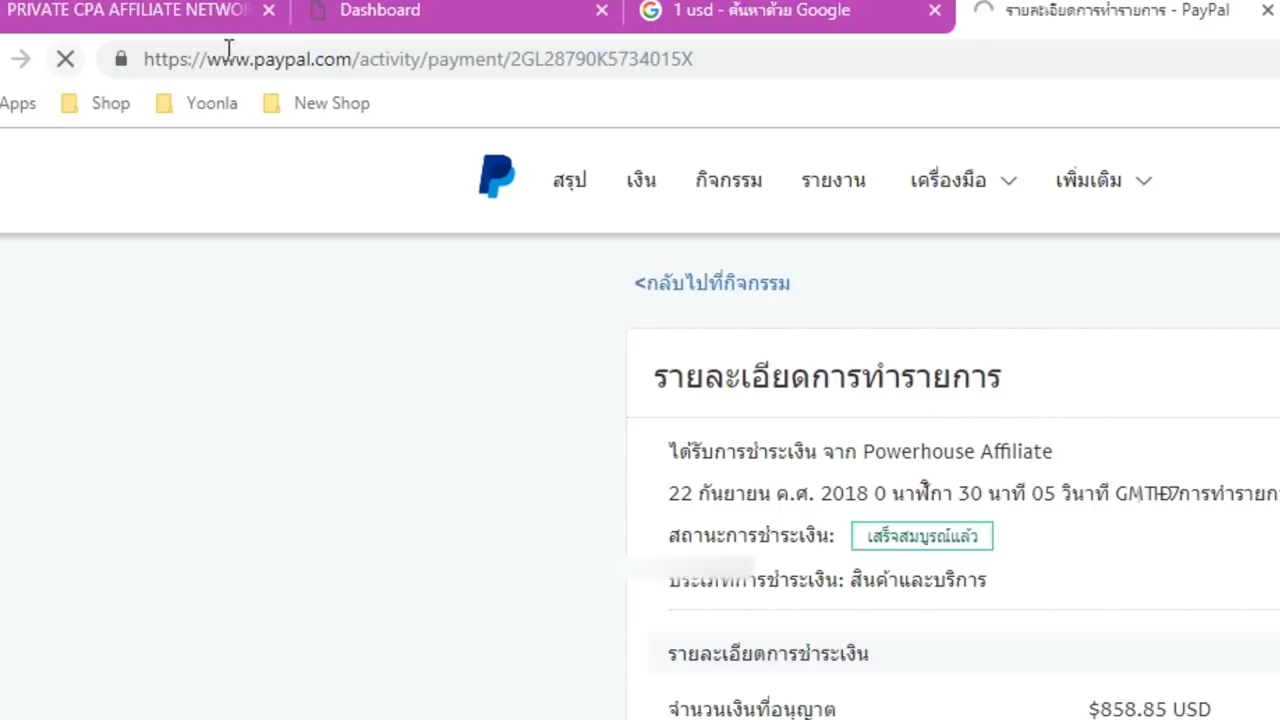 PRIVATE CPA AFFILIATE NETWOR
Dashboard
1 usd - ค้นหาด้วย Google
รายละเอียดการทำรายการ - PayPal
https://www.paypal.com/activity/payment/2GL28790K5734015X
Apps
Shop
Yoonla
New Shop
สรุป
เงิน
กิจกรรม
รายงาน
เครื่องมือ
เพิ่มเติม
<กลับไปที่กิจกรรม
รายละเอียดการทำรายการ
ได้รับการชำระเงิน จาก Powerhouse Affiliate
22 กันยายน ค.ศ. 2018 0 นาฬิกา 30 นาที 05 วินาที
สถานะการชำระเงิน: เสร็จสมบูรณ์แล้ว
ประเภทการชำระเงิน: สินค้าและบริการ
รายละเอียดการชำระเงิน
จำนวนเงินที่อนุญาต $858.85 USD